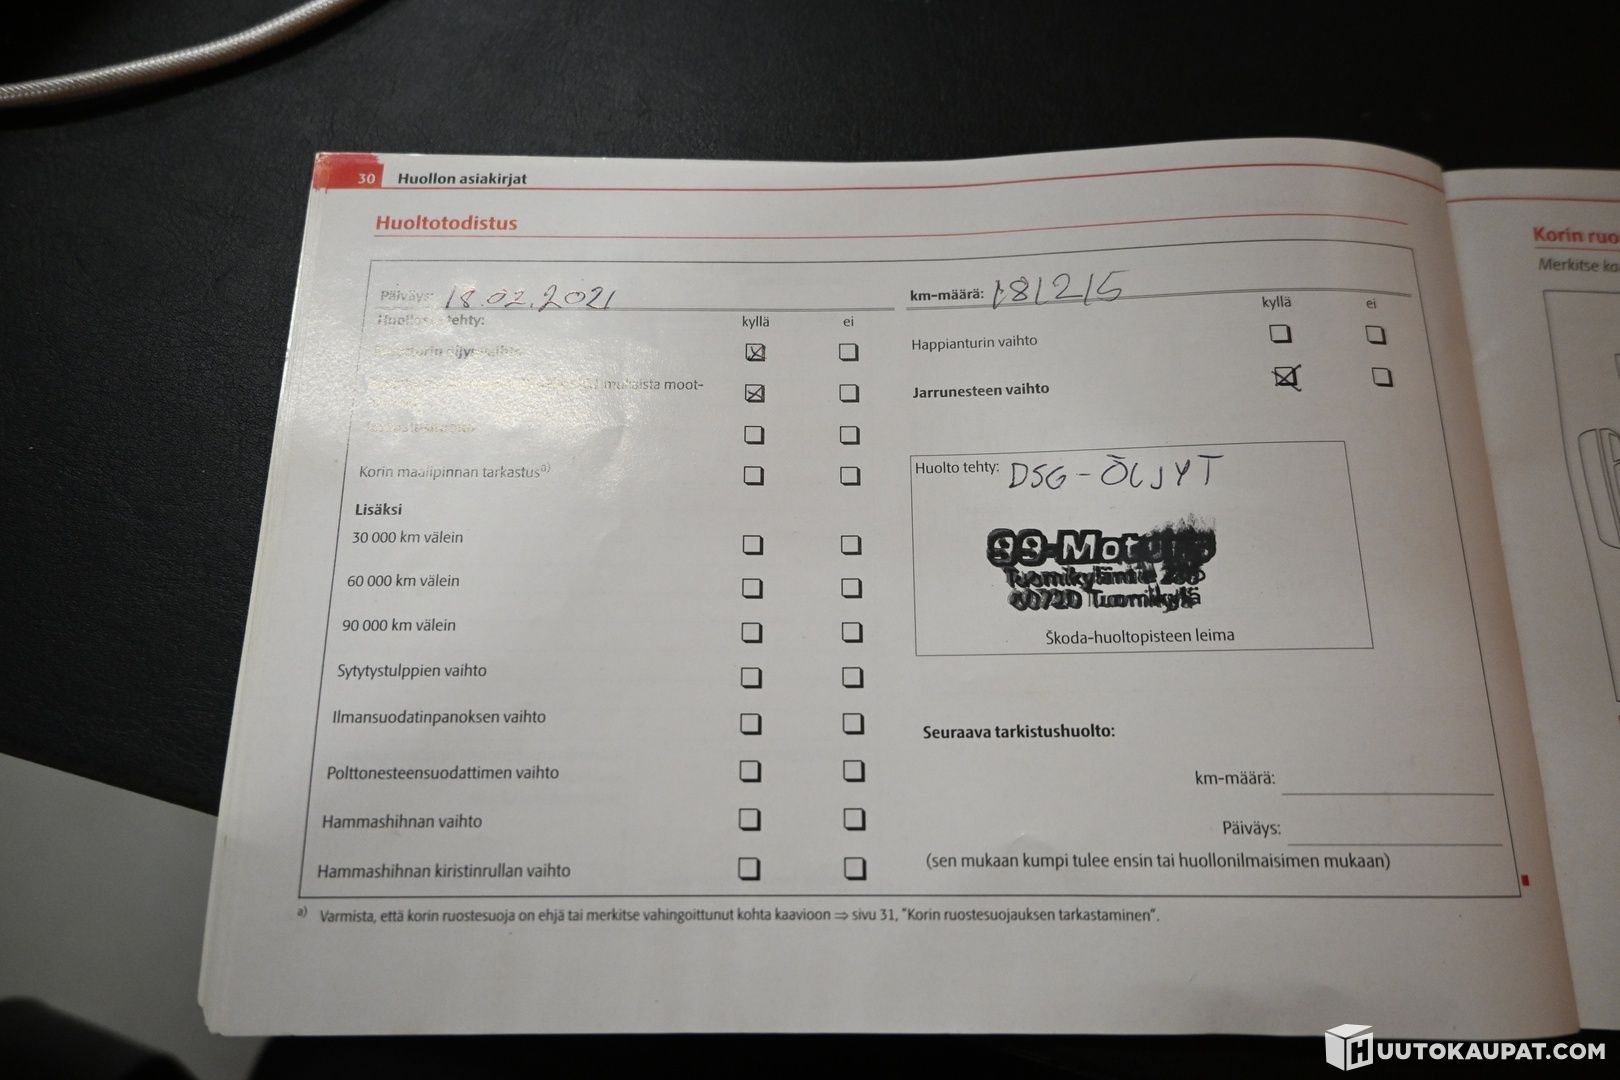 30 Huollon asiakirjat
Huoltotodistus
Päiväys: 18.02.2021
tehty: kyllä ei
mukaista moot-
Korin maalipinnan tarkastus a)
Lisäksi
30 000 km välein
60 000 km välein
90 000 km välein
Sytytystulppien vaihto
Ilmansuodatinpanoksen vaihto
Polttonesteensuodattimen vaihto
Hammashihnan vaihto
Hammashihnan kiristinrullan vaihto
km-määrä: 181215
kyllä ei
Happianturin vaihto
Jarrunesteen vaihto
Huolto tehty: DSG-ÖLJYT
Tuomikylä
Škoda-huoltopisteen leima
Seuraava tarkistushuolto:
km-määrä:
Päiväys:
(sen mukaan kumpi tulee ensin tai huollonilmaisimen mukaan)
a) Varmista, että korin ruostesuoja on ehjä tai merkitse vahingoittunut kohta kaavioon ⇒ sivu 31, "Korin ruostesuojauksen tarkastaminen".
Korin
Merkitse
HUUTOKAUPAT.COM